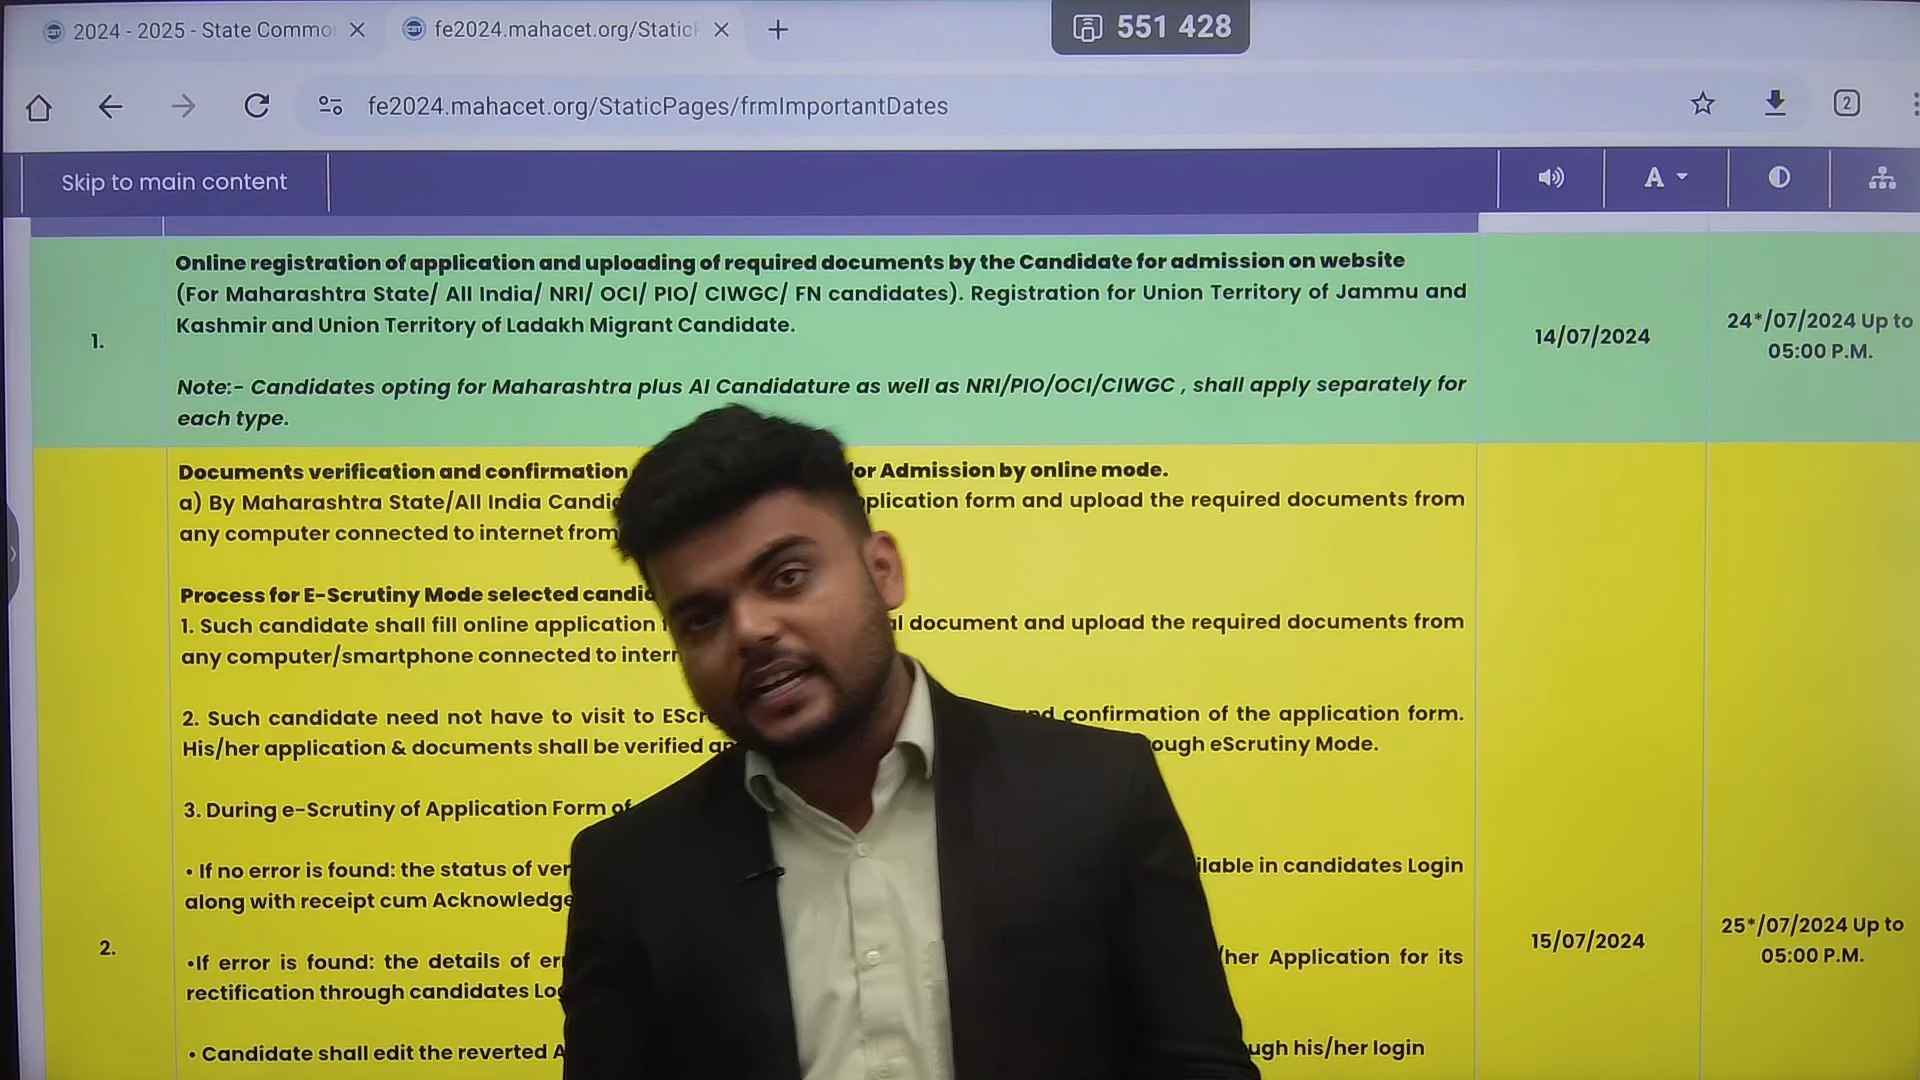 2024 - 2025 - State Commo
fe2024.mahacet.org/Static
551 428
fe2024.mahacet.org/StaticPages/frmImportantDates
2
Skip to main content
A
1.
Online registration of application and uploading of required documents by the Candidate for admission on website
(For Maharashtra State/ All India/ NRI/ OCI/ PIO/ CIWGC/ FN candidates). Registration for Union Territory of Jammu and
Kashmir and Union Territory of Ladakh Migrant Candidate.
Note:- Candidates opting for Maharashtra plus AI Candidature as well as NRI/PIO/OCI/CIWGC , shall apply separately for
each type.
14/07/2024
24*/07/2024 Up to
05:00 P.M.
2.
Documents verification and confirmation or Admission by online mode.
a) By Maharashtra State/All India Candi plication form and upload the required documents from
any computer connected to internet from
Process for E-Scrutiny Mode selected candi
1. Such candidate shall fill online application l document and upload the required documents from
any computer/smartphone connected to intern
2. Such candidate need not have to visit to EScr nd confirmation of the application form.
His/her application & documents shall be verified an ough eScrutiny Mode.
3. During e-Scrutiny of Application Form of
• If no error is found: the status of ver ilable in candidates Login
along with receipt cum Acknowledge
•If error is found: the details of er /her Application for its
rectification through candidates Log
• Candidate shall edit the reverted A ugh his/her login
15/07/2024
25*/07/2024 Up to
05:00 P.M.